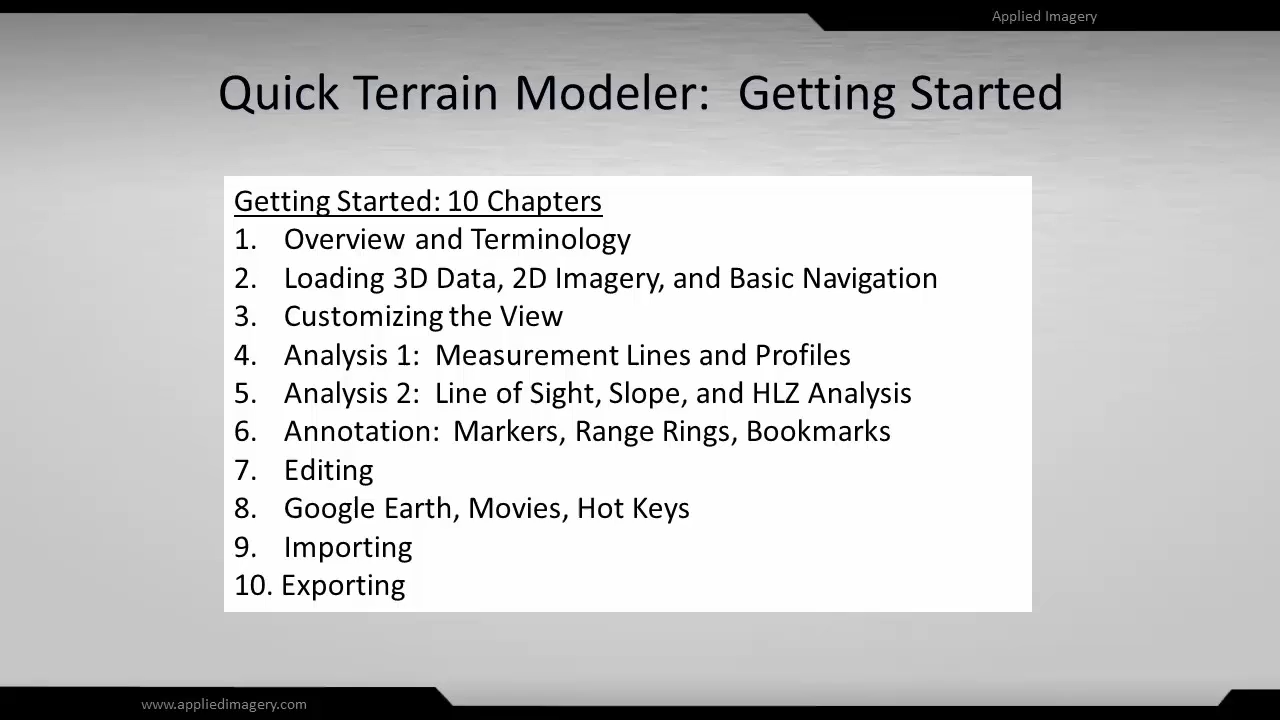 Applied Imagery
Quick Terrain Modeler:  Getting Started
Getting Started: 10 Chapters
1. Overview and Terminology
2. Loading 3D Data, 2D Imagery, and Basic Navigation
3. Customizing the View
4. Analysis 1:  Measurement Lines and Profiles
5. Analysis 2:  Line of Sight, Slope, and HLZ Analysis
6. Annotation:  Markers, Range Rings, Bookmarks
7. Editing
8. Google Earth, Movies, Hot Keys
9. Importing
10. Exporting
www.appliedimagery.com